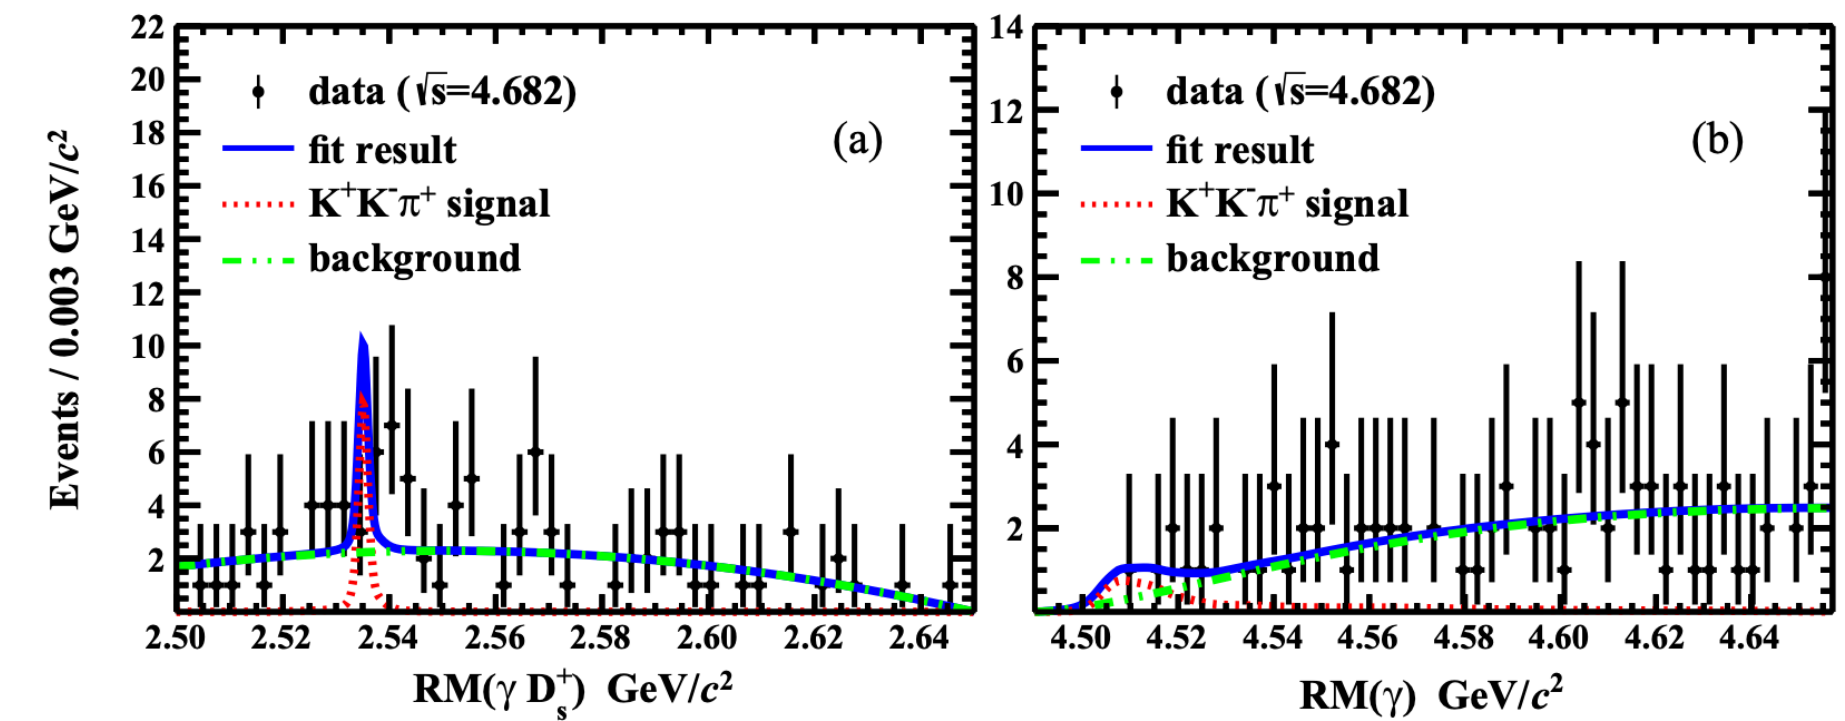 Events / 0.003 GeV/c²
22
20
18
16
14
12
10
8
6
4
2
data (√s=4.682)
fit result
K⁺K⁻π⁺ signal
background
(a)
2.50 2.52 2.54 2.56 2.58 2.60 2.62 2.64
RM(γ Dₛ⁺) GeV/c²
14
12
10
8
6
4
2
data (√s=4.682)
fit result
K⁺K⁻π⁺ signal
background
(b)
4.50 4.52 4.54 4.56 4.58 4.60 4.62 4.64
RM(γ) GeV/c²